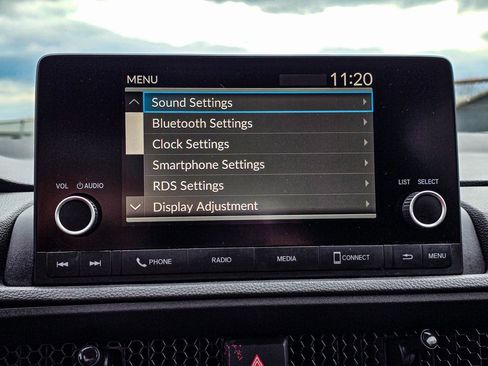 MENU 11:20
Sound Settings
Bluetooth Settings
Clock Settings
Smartphone Settings
RDS Settings
Display Adjustment
VOL AUDIO
LIST SELECT
PHONE RADIO MEDIA CONNECT MENU